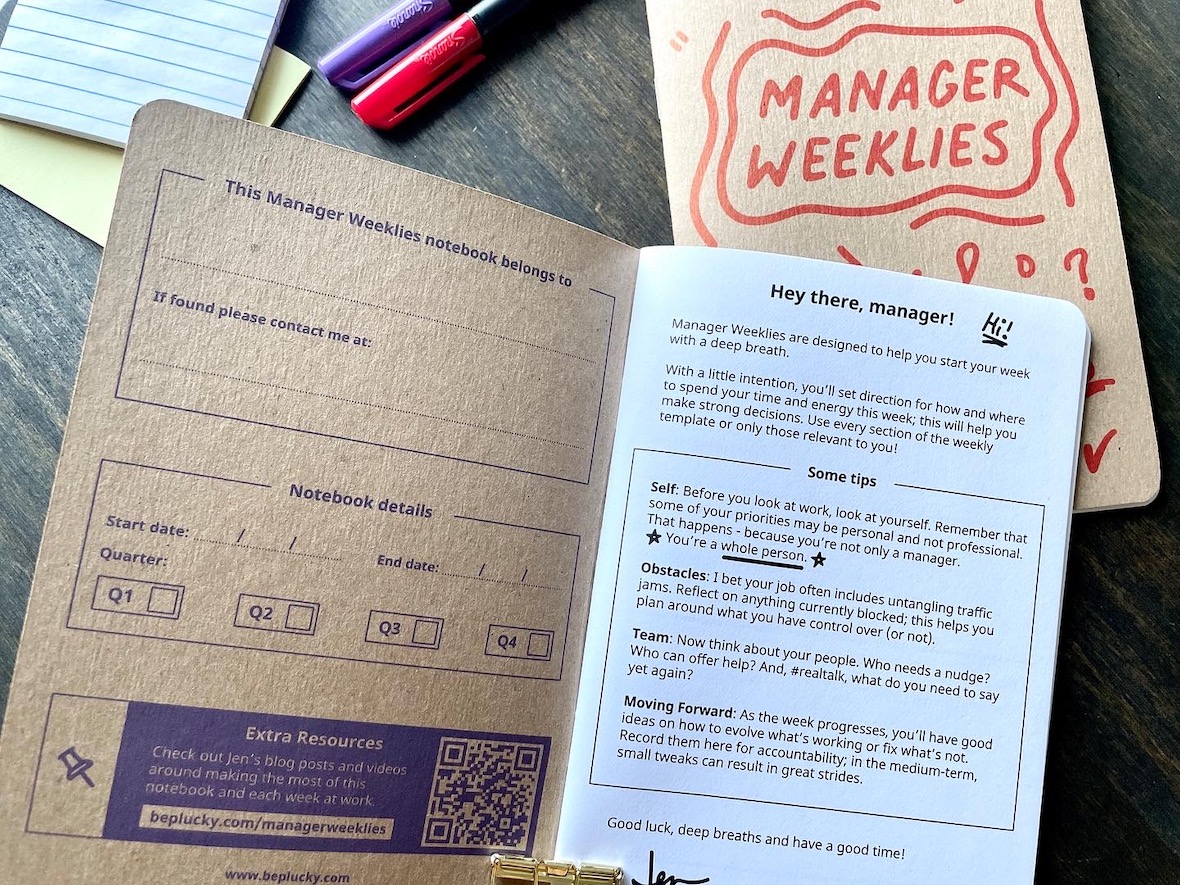 Sharpie
Sharpie
MANAGER
WEEKLIES
?
This Manager Weeklies notebook belongs to
If found please contact me at:
Notebook details
Start date: / /
End date: / /
Quarter:
Q1
Q2
Q3
Q4
Extra Resources
Check out Jen's blog posts and videos
around making the most of this
notebook and each week at work.
beplucky.com/managerweeklies
www.beplucky.com
Hey there, manager!
Hi!
Manager Weeklies are designed to help you start your week
with a deep breath.
With a little intention, you'll set direction for how and where
to spend your time and energy this week; this will help you
make strong decisions. Use every section of the weekly
template or only those relevant to you!
Some tips
Self: Before you look at work, look at yourself. Remember that
some of your priorities may be personal and not professional.
That happens - because you're not only a manager.
★ You're a whole person. ★
Obstacles: I bet your job often includes untangling traffic
jams. Reflect on anything currently blocked; this helps you
plan around what you have control over (or not).
Team: Now think about your people. Who needs a nudge?
Who can offer help? And, #realtalk, what do you need to say
yet again?
Moving Forward: As the week progresses, you'll have good
ideas on how to evolve what's working or fix what's not.
Record them here for accountability; in the medium-term,
small tweaks can result in great strides.
Good luck, deep breaths and have a good time!
Jen